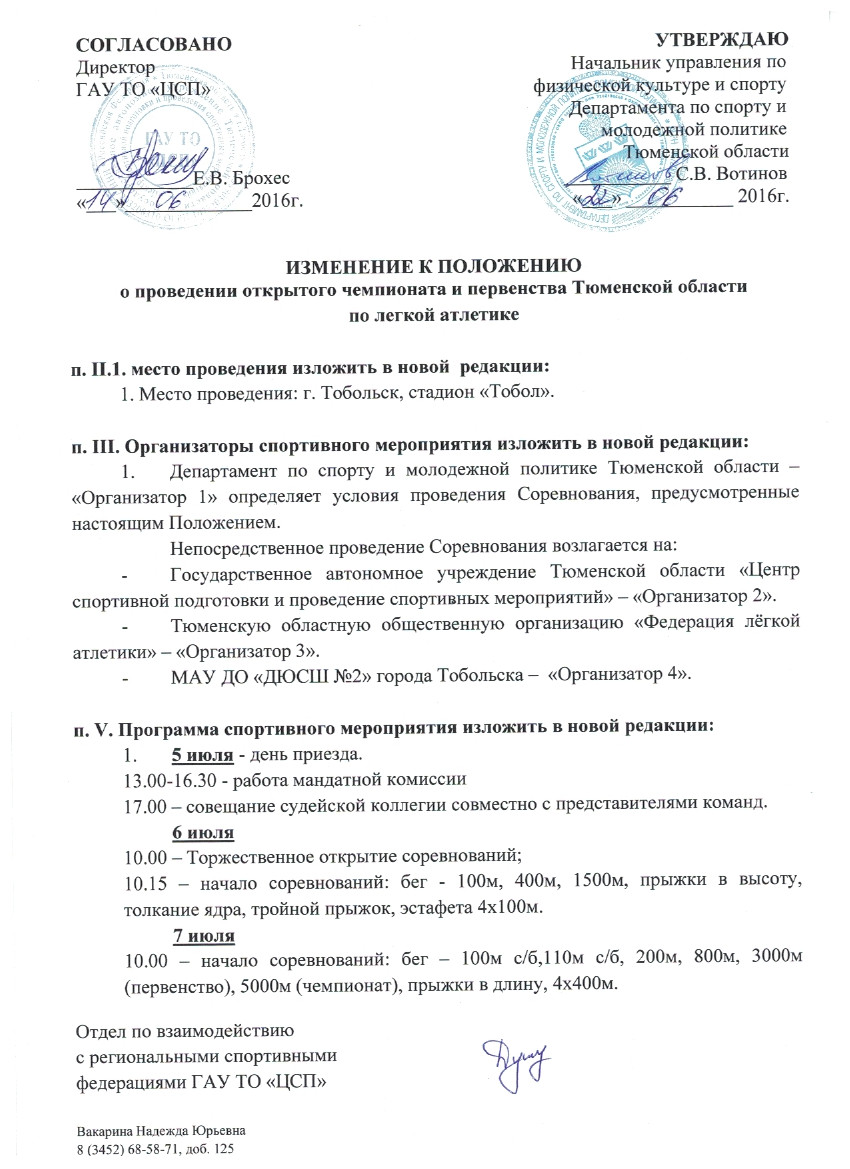 СОГЛАСОВАНО
Директор
ГАУ ТО «ЦСП»
Е.В. Брохес
«14» 06 2016г.
УТВЕРЖДАЮ
Начальник управления по
физической культуре и спорту
Департамента по спорту и
молодежной политике
Тюменской области
С.В. Вотинов
«22» 06 2016г.
ИЗМЕНЕНИЕ К ПОЛОЖЕНИЮ
о проведении открытого чемпионата и первенства Тюменской области
по легкой атлетике
п. II.1. место проведения изложить в новой редакции:
1. Место проведения: г. Тобольск, стадион «Тобол».
п. III. Организаторы спортивного мероприятия изложить в новой редакции:
1. Департамент по спорту и молодежной политике Тюменской области –
«Организатор 1» определяет условия проведения Соревнования, предусмотренные
настоящим Положением.
Непосредственное проведение Соревнования возлагается на:
- Государственное автономное учреждение Тюменской области «Центр
спортивной подготовки и проведение спортивных мероприятий» – «Организатор 2».
- Тюменскую областную общественную организацию «Федерация лёгкой
атлетики» – «Организатор 3».
- МАУ ДО «ДЮСШ №2» города Тобольска – «Организатор 4».
п. V. Программа спортивного мероприятия изложить в новой редакции:
1. 5 июля - день приезда.
13.00-16.30 - работа мандатной комиссии
17.00 – совещание судейской коллегии совместно с представителями команд.
6 июля
10.00 – Торжественное открытие соревнований;
10.15 – начало соревнований: бег - 100м, 400м, 1500м, прыжки в высоту,
толкание ядра, тройной прыжок, эстафета 4х100м.
7 июля
10.00 – начало соревнований: бег – 100м с/б,110м с/б, 200м, 800м, 3000м
(первенство), 5000м (чемпионат), прыжки в длину, 4х400м.
Отдел по взаимодействию
с региональными спортивными
федерациями ГАУ ТО «ЦСП»
Вакарина Надежда Юрьевна
8 (3452) 68-58-71, доб. 125